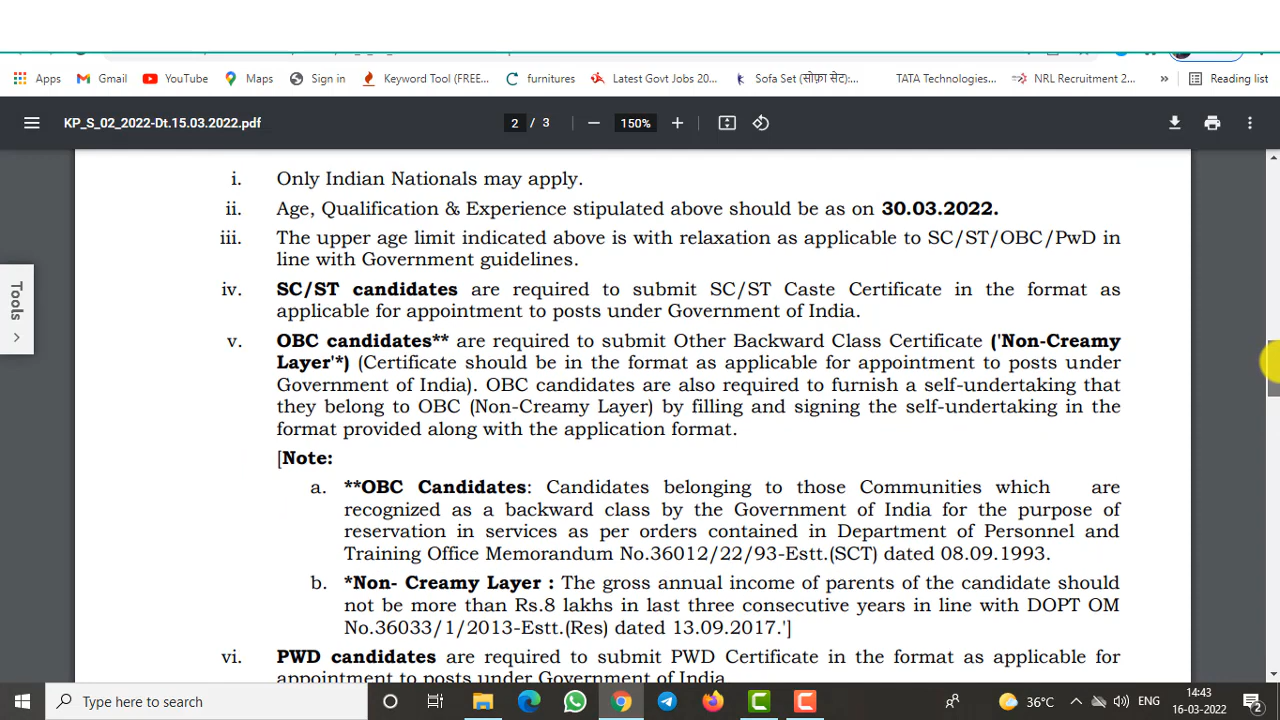 Apps Gmail YouTube Maps Sign in Keyword Tool (FREE... furnitures Latest Govt Jobs 20... Sofa Set (सोफ़ा सेट):... TATA Technologies... NRL Recruitment 2... » Reading list
KP_S_02_2022-Dt.15.03.2022.pdf 2 / 3 150%
i. Only Indian Nationals may apply.
ii. Age, Qualification & Experience stipulated above should be as on 30.03.2022.
iii. The upper age limit indicated above is with relaxation as applicable to SC/ST/OBC/PwD in
line with Government guidelines.
Tools
iv. SC/ST candidates are required to submit SC/ST Caste Certificate in the format as
applicable for appointment to posts under Government of India.
v. OBC candidates** are required to submit Other Backward Class Certificate ('Non-Creamy
Layer'*) (Certificate should be in the format as applicable for appointment to posts under
Government of India). OBC candidates are also required to furnish a self-undertaking that
they belong to OBC (Non-Creamy Layer) by filling and signing the self-undertaking in the
format provided along with the application format.
[Note:
a. **OBC Candidates: Candidates belonging to those Communities which are
recognized as a backward class by the Government of India for the purpose of
reservation in services as per orders contained in Department of Personnel and
Training Office Memorandum No.36012/22/93-Estt.(SCT) dated 08.09.1993.
b. *Non- Creamy Layer : The gross annual income of parents of the candidate should
not be more than Rs.8 lakhs in last three consecutive years in line with DOPT OM
No.36033/1/2013-Estt.(Res) dated 13.09.2017.']
vi. PWD candidates are required to submit PWD Certificate in the format as applicable for
appointment to posts under Government of India
Type here to search 36°C ENG 14:43
16-03-2022 2